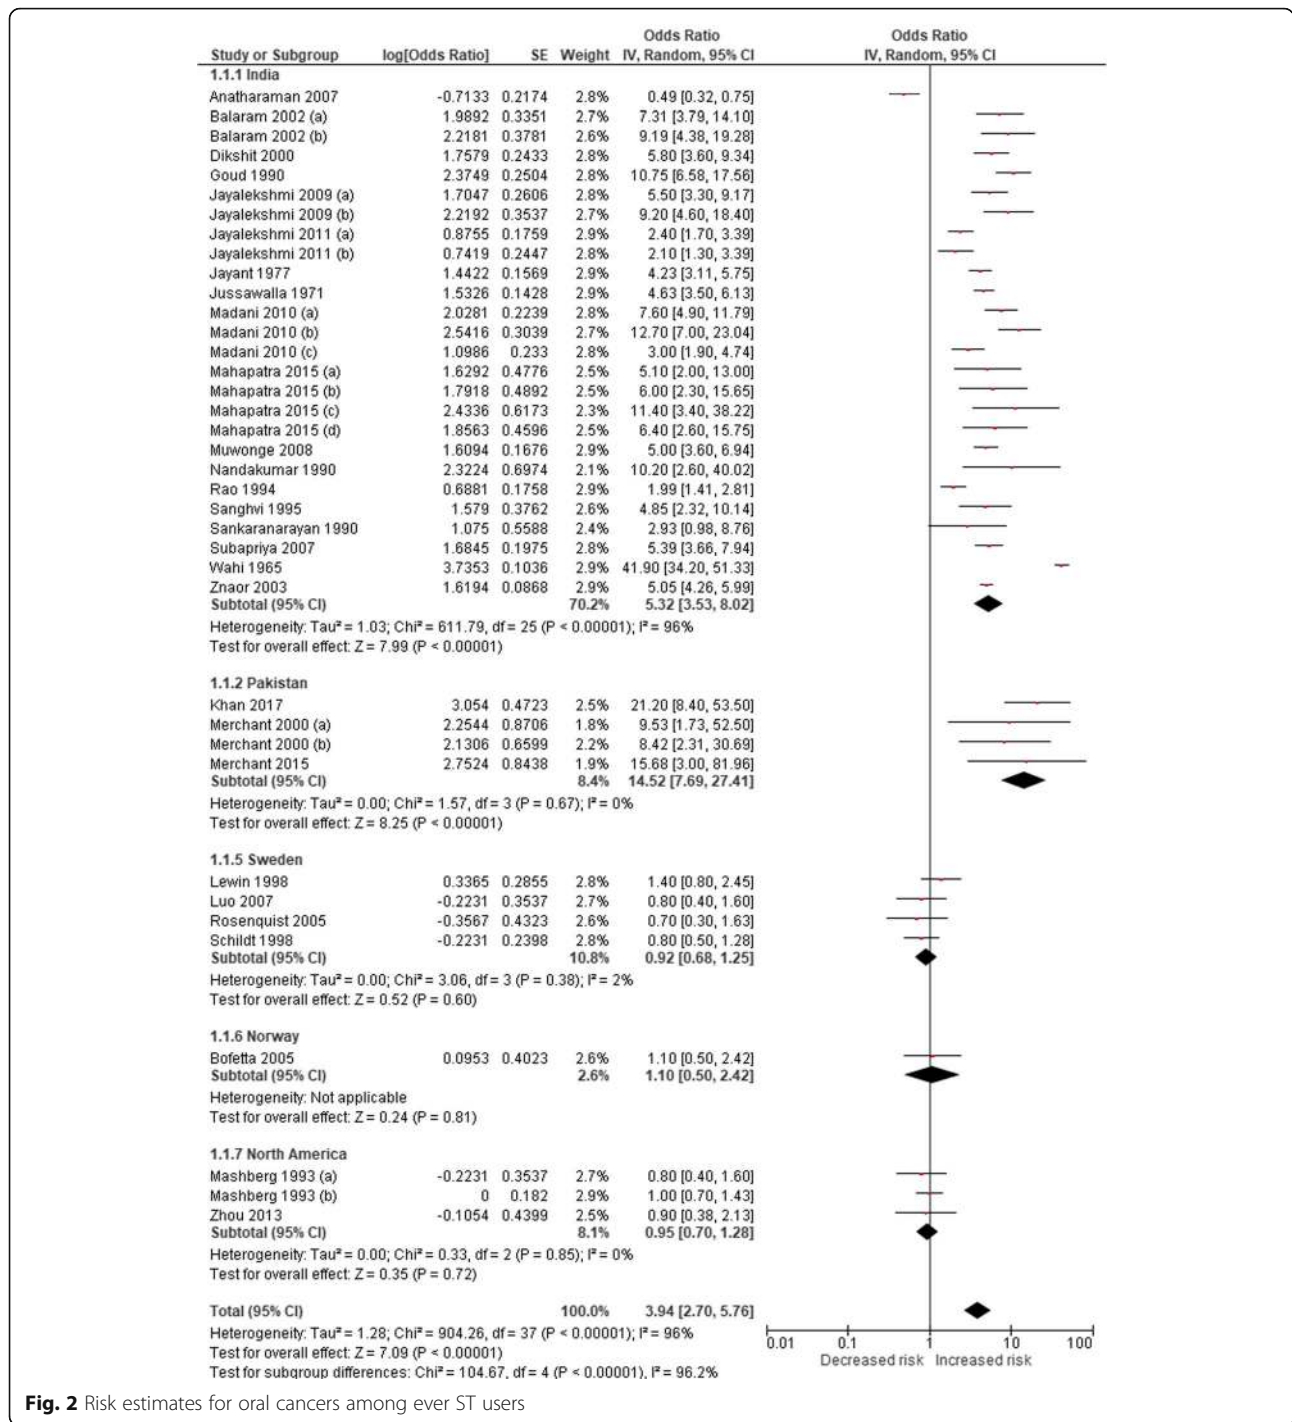 Odds Ratio Odds Ratio
Study or Subgroup log[Odds Ratio] SE Weight IV, Random, 95% CI IV, Random, 95% CI
1.1.1 India
Anatharaman 2007 -0.7133 0.2174 2.8% 0.49 [0.32, 0.75]
Balaram 2002 (a) 1.9892 0.3351 2.7% 7.31 [3.79, 14.10]
Balaram 2002 (b) 2.2181 0.3781 2.6% 9.19 [4.38, 19.28]
Dikshit 2000 1.7579 0.2433 2.8% 5.80 [3.60, 9.34]
Goud 1990 2.3749 0.2504 2.8% 10.75 [6.58, 17.56]
Jayalekshmi 2009 (a) 1.7047 0.2606 2.8% 5.50 [3.30, 9.17]
Jayalekshmi 2009 (b) 2.2192 0.3537 2.7% 9.20 [4.60, 18.40]
Jayalekshmi 2011 (a) 0.8755 0.1759 2.9% 2.40 [1.70, 3.39]
Jayalekshmi 2011 (b) 0.7419 0.2447 2.8% 2.10 [1.30, 3.39]
Jayant 1977 1.4422 0.1569 2.9% 4.23 [3.11, 5.75]
Jussawalla 1971 1.5326 0.1428 2.9% 4.63 [3.50, 6.13]
Madani 2010 (a) 2.0281 0.2239 2.8% 7.60 [4.90, 11.79]
Madani 2010 (b) 2.5416 0.3039 2.7% 12.70 [7.00, 23.04]
Madani 2010 (c) 1.0986 0.233 2.8% 3.00 [1.90, 4.74]
Mahapatra 2015 (a) 1.6292 0.4776 2.5% 5.10 [2.00, 13.00]
Mahapatra 2015 (b) 1.7918 0.4892 2.5% 6.00 [2.30, 15.65]
Mahapatra 2015 (c) 2.4336 0.6173 2.3% 11.40 [3.40, 38.22]
Mahapatra 2015 (d) 1.8563 0.4596 2.5% 6.40 [2.60, 15.75]
Muwonge 2008 1.6094 0.1676 2.9% 5.00 [3.60, 6.94]
Nandakumar 1990 2.3224 0.6974 2.1% 10.20 [2.60, 40.02]
Rao 1994 0.6881 0.1758 2.9% 1.99 [1.41, 2.81]
Sanghvi 1995 1.579 0.3762 2.6% 4.85 [2.32, 10.14]
Sankaranarayan 1990 1.075 0.5588 2.4% 2.93 [0.98, 8.76]
Subapriya 2007 1.6845 0.1975 2.8% 5.39 [3.66, 7.94]
Wahi 1965 3.7353 0.1036 2.9% 41.90 [34.20, 51.33]
Znaor 2003 1.6194 0.0868 2.9% 5.05 [4.26, 5.99]
Subtotal (95% CI) 70.2% 5.32 [3.53, 8.02]
Heterogeneity: Tau² = 1.03; Chi² = 611.79, df = 25 (P < 0.00001); I² = 96%
Test for overall effect: Z = 7.99 (P < 0.00001)
1.1.2 Pakistan
Khan 2017 3.054 0.4723 2.5% 21.20 [8.40, 53.50]
Merchant 2000 (a) 2.2544 0.8706 1.8% 9.53 [1.73, 52.50]
Merchant 2000 (b) 2.1306 0.6599 2.2% 8.42 [2.31, 30.69]
Merchant 2015 2.7524 0.8438 1.9% 15.68 [3.00, 81.96]
Subtotal (95% CI) 8.4% 14.52 [7.69, 27.41]
Heterogeneity: Tau² = 0.00; Chi² = 1.57, df = 3 (P = 0.67); I² = 0%
Test for overall effect: Z = 8.25 (P < 0.00001)
1.1.5 Sweden
Lewin 1998 0.3365 0.2855 2.8% 1.40 [0.80, 2.45]
Luo 2007 -0.2231 0.3537 2.7% 0.80 [0.40, 1.60]
Rosenquist 2005 -0.3567 0.4323 2.6% 0.70 [0.30, 1.63]
Schildt 1998 -0.2231 0.2398 2.8% 0.80 [0.50, 1.28]
Subtotal (95% CI) 10.8% 0.92 [0.68, 1.25]
Heterogeneity: Tau² = 0.00; Chi² = 3.06, df = 3 (P = 0.38); I² = 2%
Test for overall effect: Z = 0.52 (P = 0.60)
1.1.6 Norway
Bofetta 2005 0.0953 0.4023 2.6% 1.10 [0.50, 2.42]
Subtotal (95% CI) 2.6% 1.10 [0.50, 2.42]
Heterogeneity: Not applicable
Test for overall effect: Z = 0.24 (P = 0.81)
1.1.7 North America
Mashberg 1993 (a) -0.2231 0.3537 2.7% 0.80 [0.40, 1.60]
Mashberg 1993 (b) 0 0.182 2.9% 1.00 [0.70, 1.43]
Zhou 2013 -0.1054 0.4399 2.5% 0.90 [0.38, 2.13]
Subtotal (95% CI) 8.1% 0.95 [0.70, 1.28]
Heterogeneity: Tau² = 0.00; Chi² = 0.33, df = 2 (P = 0.85); I² = 0%
Test for overall effect: Z = 0.35 (P = 0.72)
Total (95% CI) 100.0% 3.94 [2.70, 5.76]
Heterogeneity: Tau² = 1.28; Chi² = 904.26, df = 37 (P < 0.00001); I² = 96%
Test for overall effect: Z = 7.09 (P < 0.00001)
Test for subgroup differences: Chi² = 104.67, df = 4 (P < 0.00001), I² = 96.2%
0.01 0.1 1 10 100
Decreased risk Increased risk
Fig. 2 Risk estimates for oral cancers among ever ST users